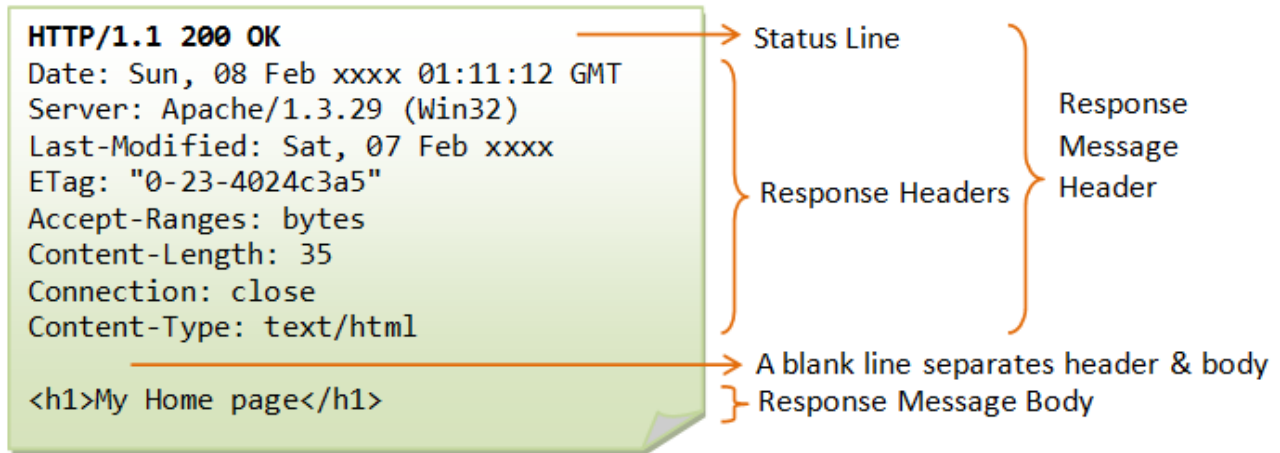 HTTP/1.1 200 OK
Date: Sun, 08 Feb xxxx 01:11:12 GMT
Server: Apache/1.3.29 (Win32)
Last-Modified: Sat, 07 Feb xxxx
ETag: "0-23-4024c3a5"
Accept-Ranges: bytes
Content-Length: 35
Connection: close
Content-Type: text/html
<h1>My Home page</h1>
Status Line
Response Headers
Response
Message
Header
A blank line separates header & body
Response Message Body